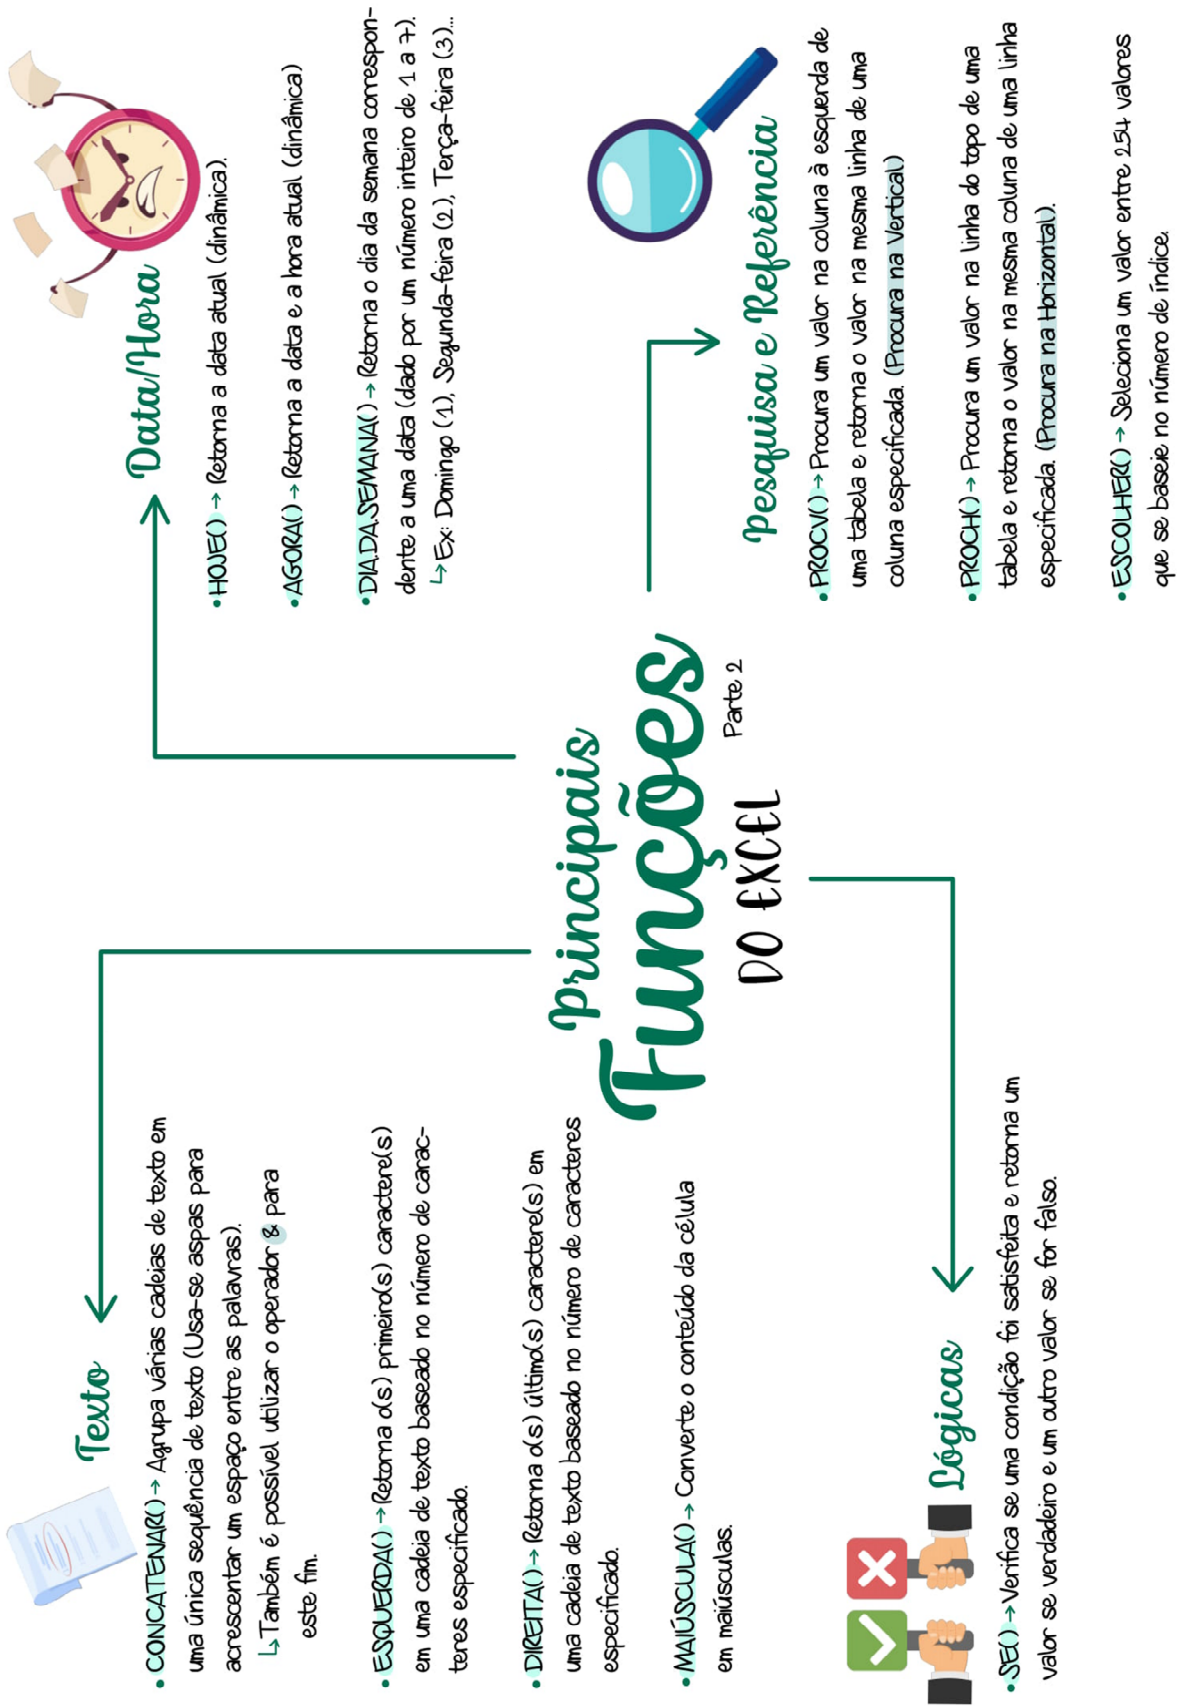 Principais
Funções
DO EXCEL
Parte 2
Texto
• CONCATENAR() → Agrupa várias cadeias de texto em
uma única sequência de texto (Usa-se aspas para
acrescentar um espaço entre as palavras).
↳ Também é possível utilizar o operador & para
este fim.
• ESQUERDA() → Retorna o(s) primeiro(s) caractere(s)
em uma cadeia de texto baseado no número de carac-
teres especificado.
• DIREITA() → Retorna o(s) último(s) caractere(s) em
uma cadeia de texto baseado no número de caracteres
especificado.
• MAIÚSCULA() → Converte o conteúdo da célula
em maiúsculas.
Data/Hora
• HOJE() → Retorna a data atual (dinâmica).
• AGORA() → Retorna a data e a hora atual (dinâmica)
• DIA.DA.SEMANA() → Retorna o dia da semana correspon-
dente a uma data (dado por um número inteiro de 1 a 7).
↳ Ex: Domingo (1), Segunda-feira (2), Terça-feira (3)...
Lógicas
• SE() → Verifica se uma condição foi satisfeita e retorna um
valor se verdadeiro e um outro valor se for falso.
Pesquisa e Referência
• PROCV() → Procura um valor na coluna à esquerda de
uma tabela e retorna o valor na mesma linha de uma
coluna especificada. (Procura na Vertical)
• PROCH() → Procura um valor na linha do topo de uma
tabela e retorna o valor na mesma coluna de uma linha
especificada. (Procura na Horizontal).
• ESCOLHER() → Seleciona um valor entre 254 valores
que se baseie no número de índice.